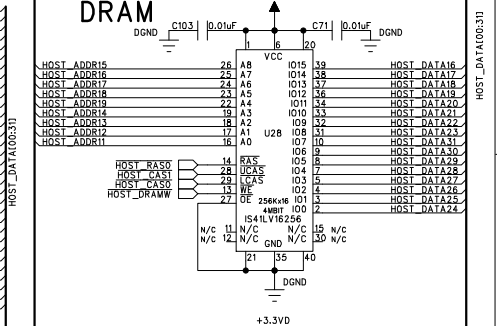 DRAM
DGND C103 0.01uF C71 0.01uF DGND
1 6 20
VCC
HOST_ADDR15 26 A8 IO15 39 HOST_DATA16
HOST_ADDR16 25 A7 IO14 38 HOST_DATA17
HOST_ADDR17 24 A6 IO13 37 HOST_DATA18
HOST_ADDR18 23 A5 IO12 36 HOST_DATA19
HOST_ADDR19 22 A4 IO11 34 HOST_DATA20
HOST_ADDR14 19 A3 IO10 33 HOST_DATA21
HOST_ADDR13 18 A2 IO9 32 HOST_DATA22
HOST_ADDR12 17 A1 IO8 31 HOST_DATA23
HOST_ADDR11 16 A0 IO7 10 HOST_DATA31
U28
IO6 9 HOST_DATA30
HOST_RAS0 14 RAS IO5 8 HOST_DATA29
HOST_CAS1 28 UCAS IO4 7 HOST_DATA28
HOST_CAS0 29 LCAS IO3 5 HOST_DATA27
HOST_DRAMW 13 WE IO2 4 HOST_DATA26
27 OE IO1 3 HOST_DATA25
IO0 2 HOST_DATA24
256Kx16
4MBIT
IS41LV16256
N/C 11 N/C N/C 15 N/C
N/C 12 N/C N/C 30 N/C
GND
21 35 40
DGND
+3.3VD
HOST_DATA[00:31]
HOST_DATA[00:31]